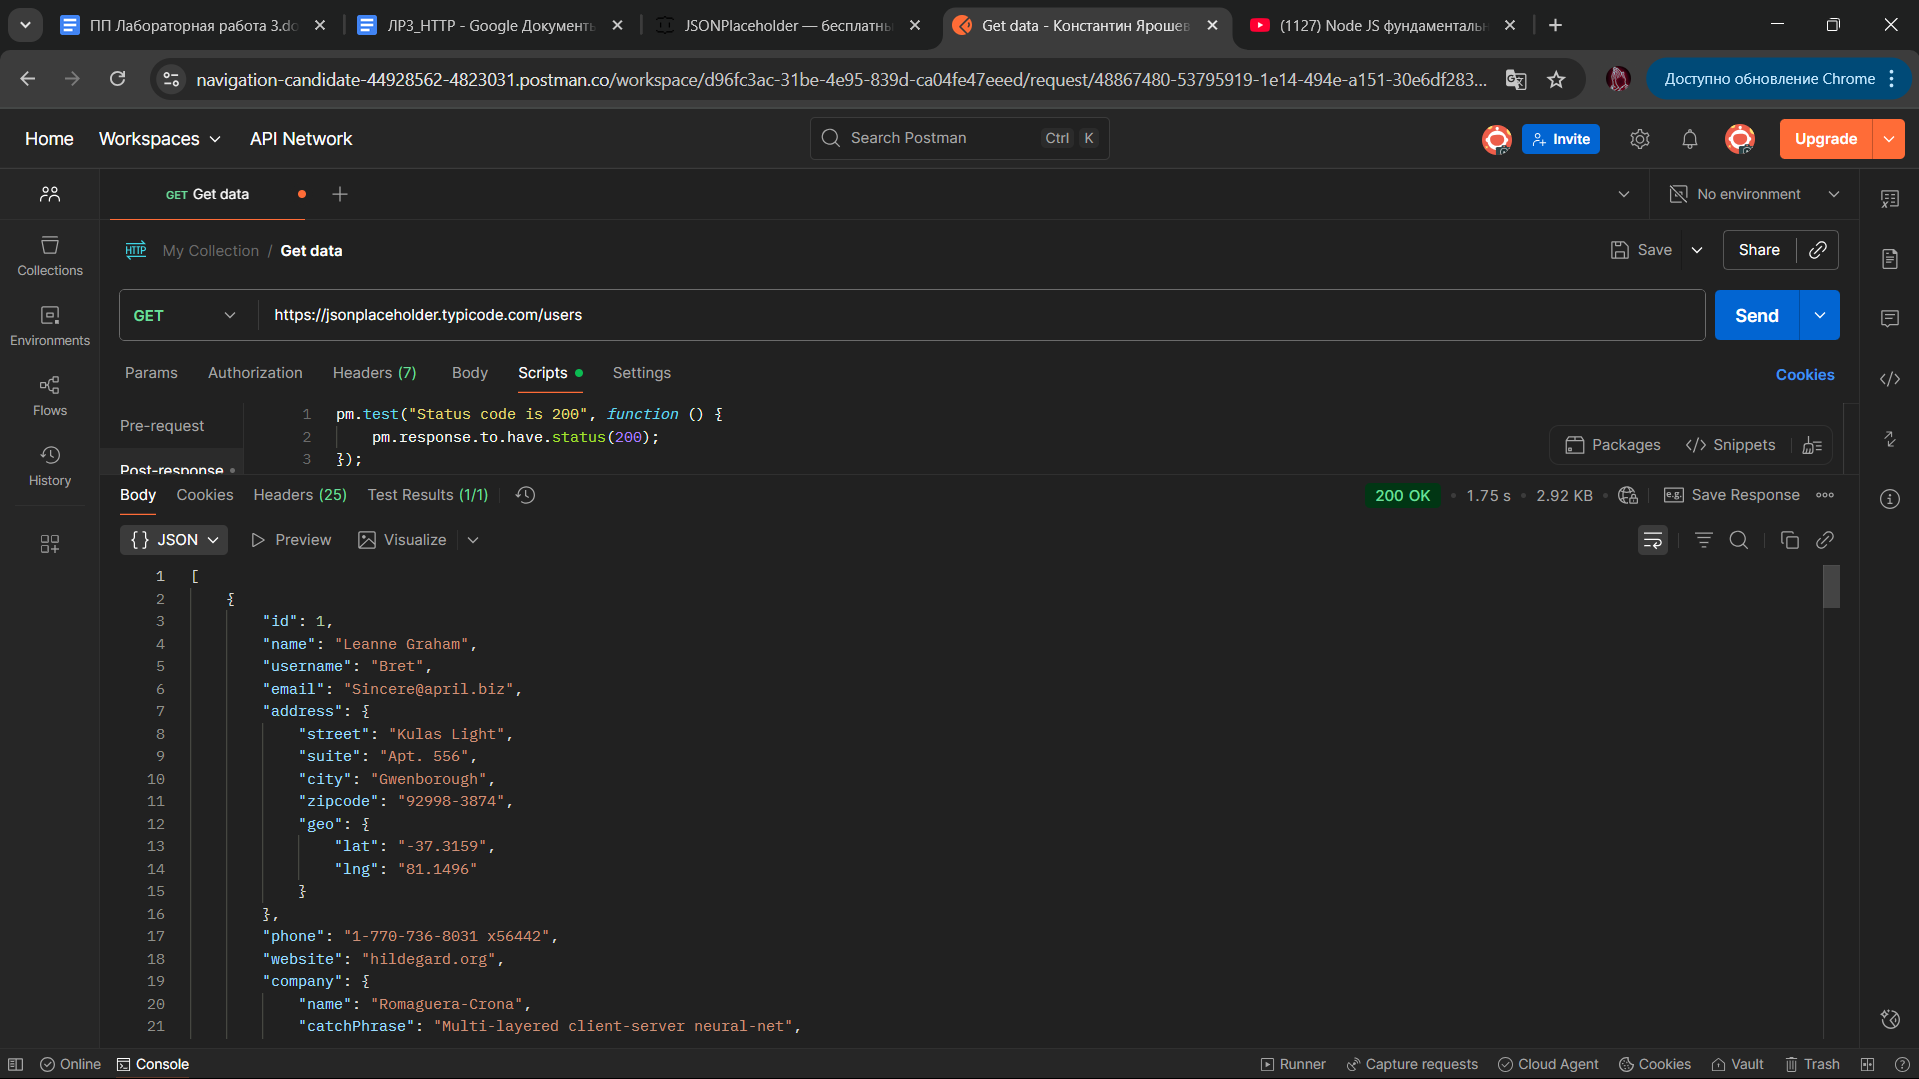 ПП Лабораторная работа 3.do
ЛР3_HTTP - Google Документы
JSONPlaceholder — бесплатны
Get data - Константин Ярошев
(1127) Node JS фундаментальн
navigation-candidate-44928562-4823031.postman.co/workspace/d96fc3ac-31be-4e95-839d-ca04fe47eeed/request/48867480-53795919-1e14-494e-a151-30e6df283...
Доступно обновление Chrome
Home Workspaces API Network
Search Postman Ctrl K
Invite
Upgrade
GET Get data
No environment
HTTP My Collection / Get data
Save
Share
GET https://jsonplaceholder.typicode.com/users
Send
Collections
Environments
Flows
History
Params Authorization Headers (7) Body Scripts Settings
Cookies
Pre-request
Post-response
1 pm.test("Status code is 200", function () {
2 pm.response.to.have.status(200);
3 });
Packages </> Snippets
Body Cookies Headers (25) Test Results (1/1)
200 OK • 1.75 s • 2.92 KB • e.g. Save Response
{} JSON Preview Visualize
1 [
2 {
3 "id": 1,
4 "name": "Leanne Graham",
5 "username": "Bret",
6 "email": "Sincere@april.biz",
7 "address": {
8 "street": "Kulas Light",
9 "suite": "Apt. 556",
10 "city": "Gwenborough",
11 "zipcode": "92998-3874",
12 "geo": {
13 "lat": "-37.3159",
14 "lng": "81.1496"
15 }
16 },
17 "phone": "1-770-736-8031 x56442",
18 "website": "hildegard.org",
19 "company": {
20 "name": "Romaguera-Crona",
21 "catchPhrase": "Multi-layered client-server neural-net",
Online Console
Runner Capture requests Cloud Agent Cookies Vault Trash